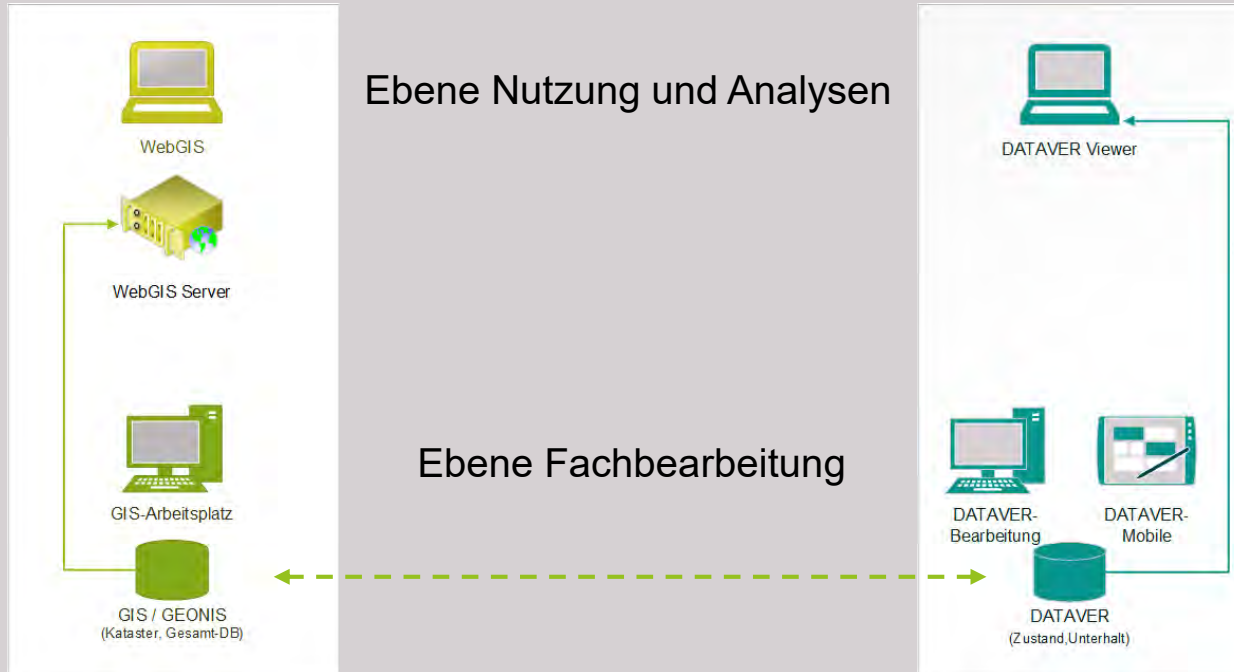 Ebene Nutzung und Analysen
WebGIS
DATAVER Viewer
WebGIS Server
Ebene Fachbearbeitung
GIS-Arbeitsplatz
DATAVER-
Bearbeitung
DATAVER-
Mobile
GIS / GEONIS
(Kataster, Gesamt-DB)
DATAVER
(Zustand,Unterhalt)